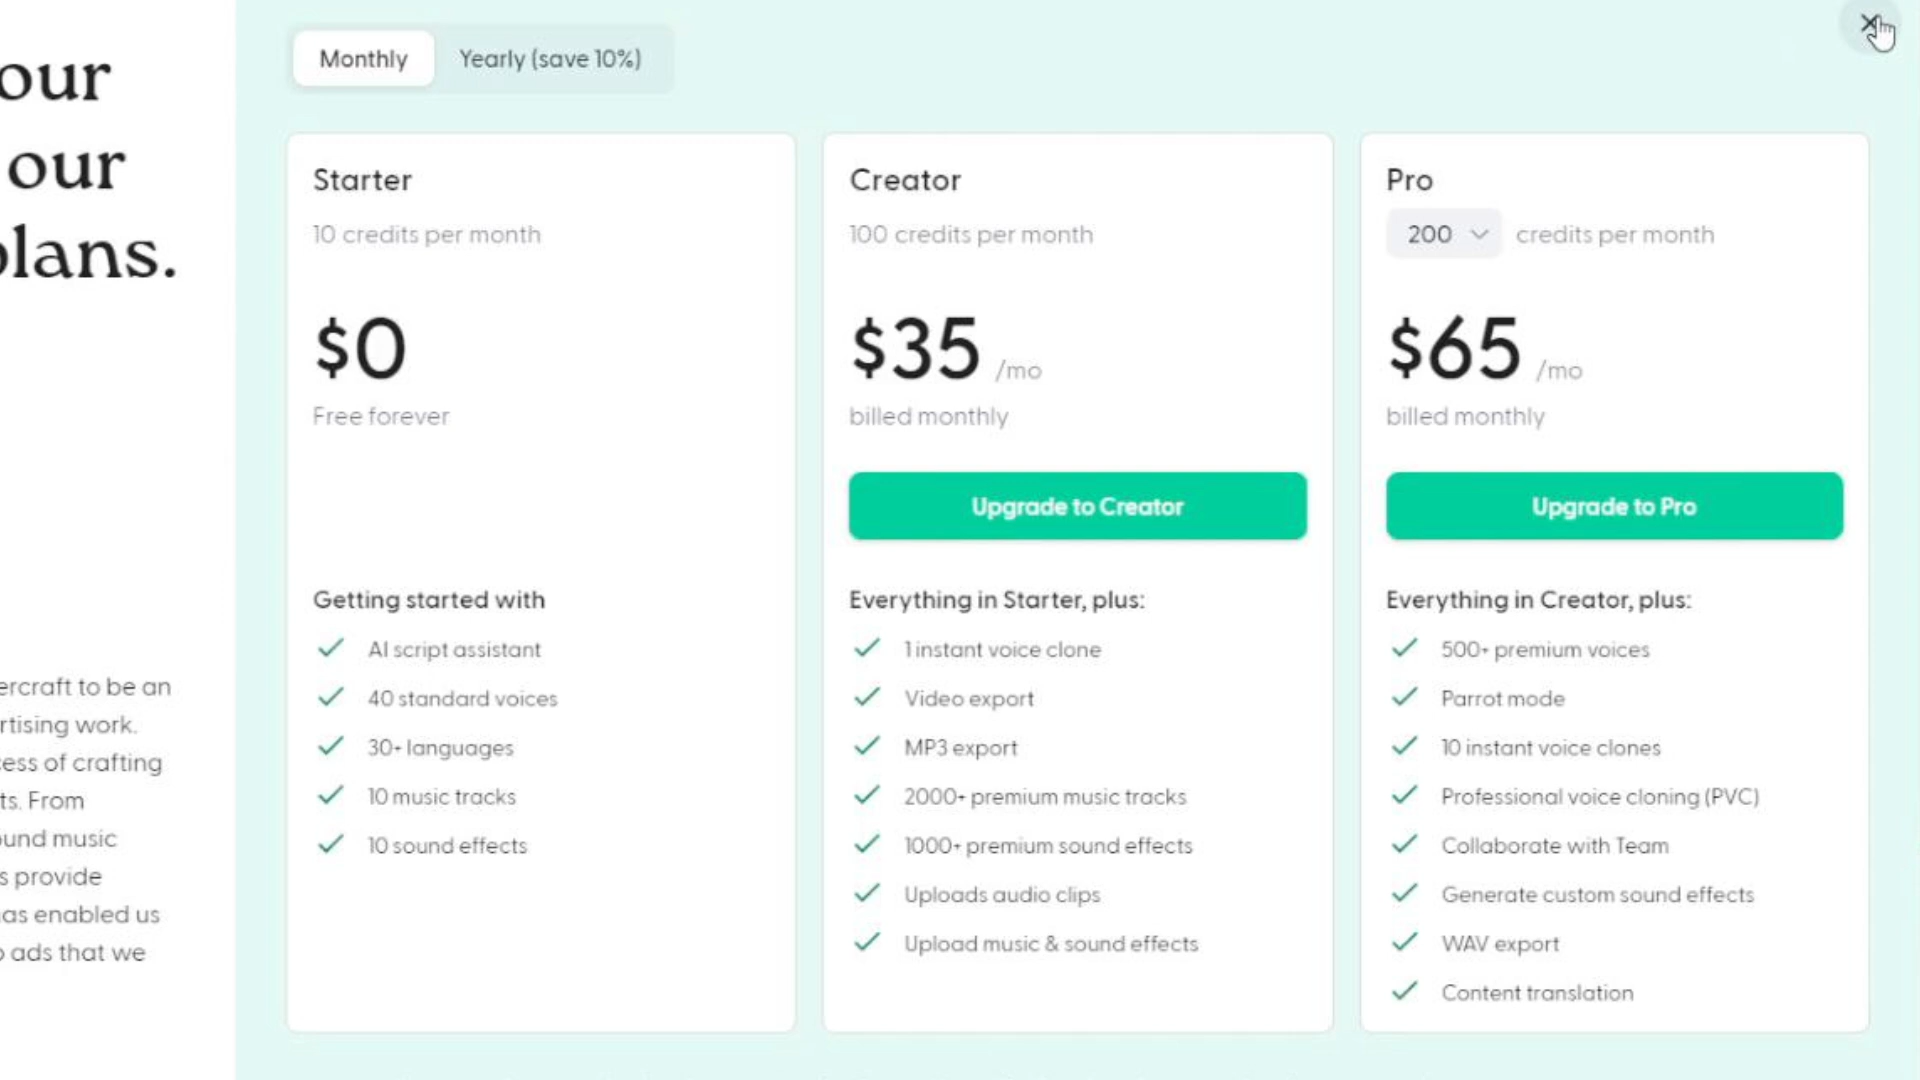 our
our
plans.
ercraft to be an
rtising work.
cess of crafting
ts. From
ound music
s provide
has enabled us
o ads that we
Monthly
Yearly (save 10%)
Starter
10 credits per month
$0
Free forever
Getting started with
AI script assistant
40 standard voices
30+ languages
10 music tracks
10 sound effects
Creator
100 credits per month
$35 /mo
billed monthly
Upgrade to Creator
Everything in Starter, plus:
1 instant voice clone
Video export
MP3 export
2000+ premium music tracks
1000+ premium sound effects
Uploads audio clips
Upload music & sound effects
Pro
200 credits per month
$65 /mo
billed monthly
Upgrade to Pro
Everything in Creator, plus:
500+ premium voices
Parrot mode
10 instant voice clones
Professional voice cloning (PVC)
Collaborate with Team
Generate custom sound effects
WAV export
Content translation